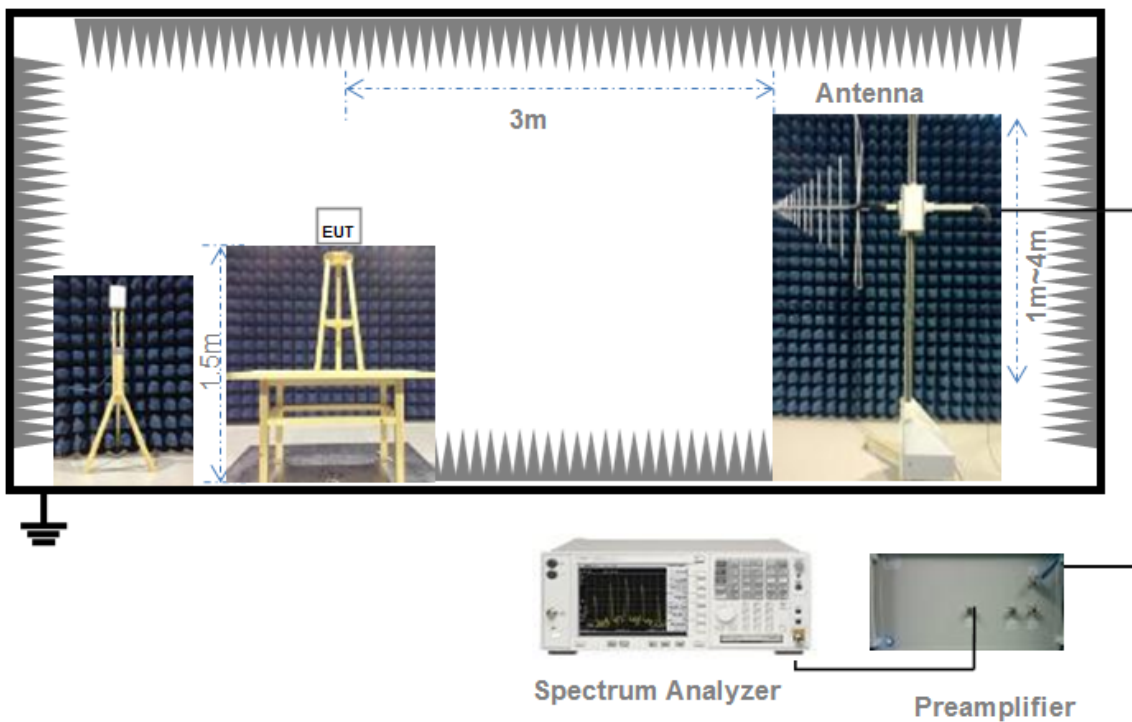 Antenna
3m
EUT
1.5m
1m~4m
Spectrum Analyzer
Preamplifier